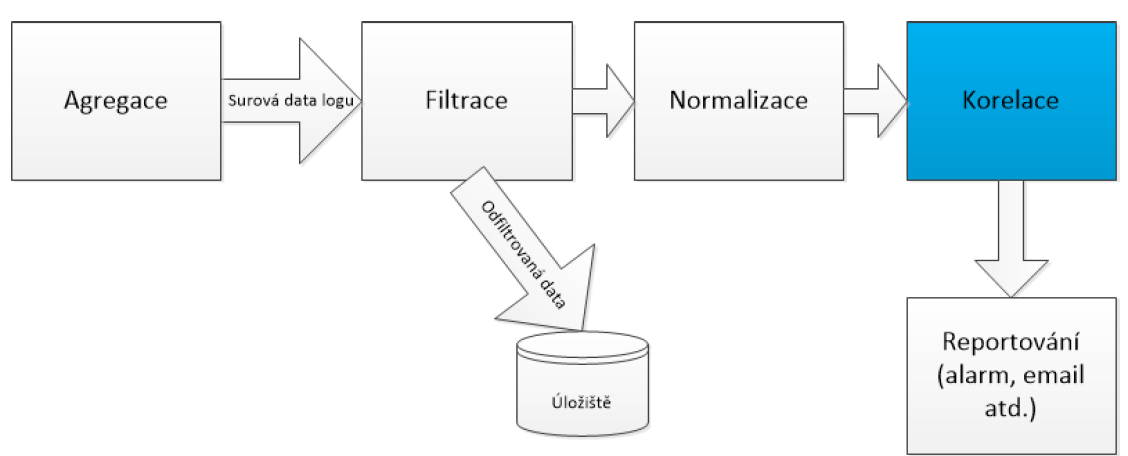 Agregace
Surová data logu
Filtrace
Normalizace
Korelace
Odfiltrovaná data
Úložiště
Reportování
(alarm, email
atd.)